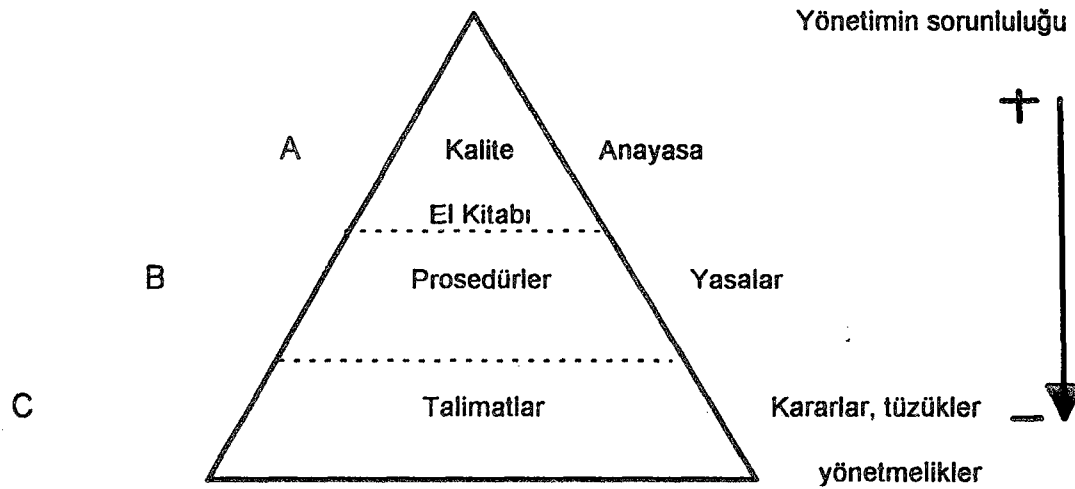 Yönetimin sorunluluğu
+
A Kalite Anayasa
El Kitabı
B Prosedürler Yasalar
C Talimatlar Kararlar, tüzükler –
yönetmelikler